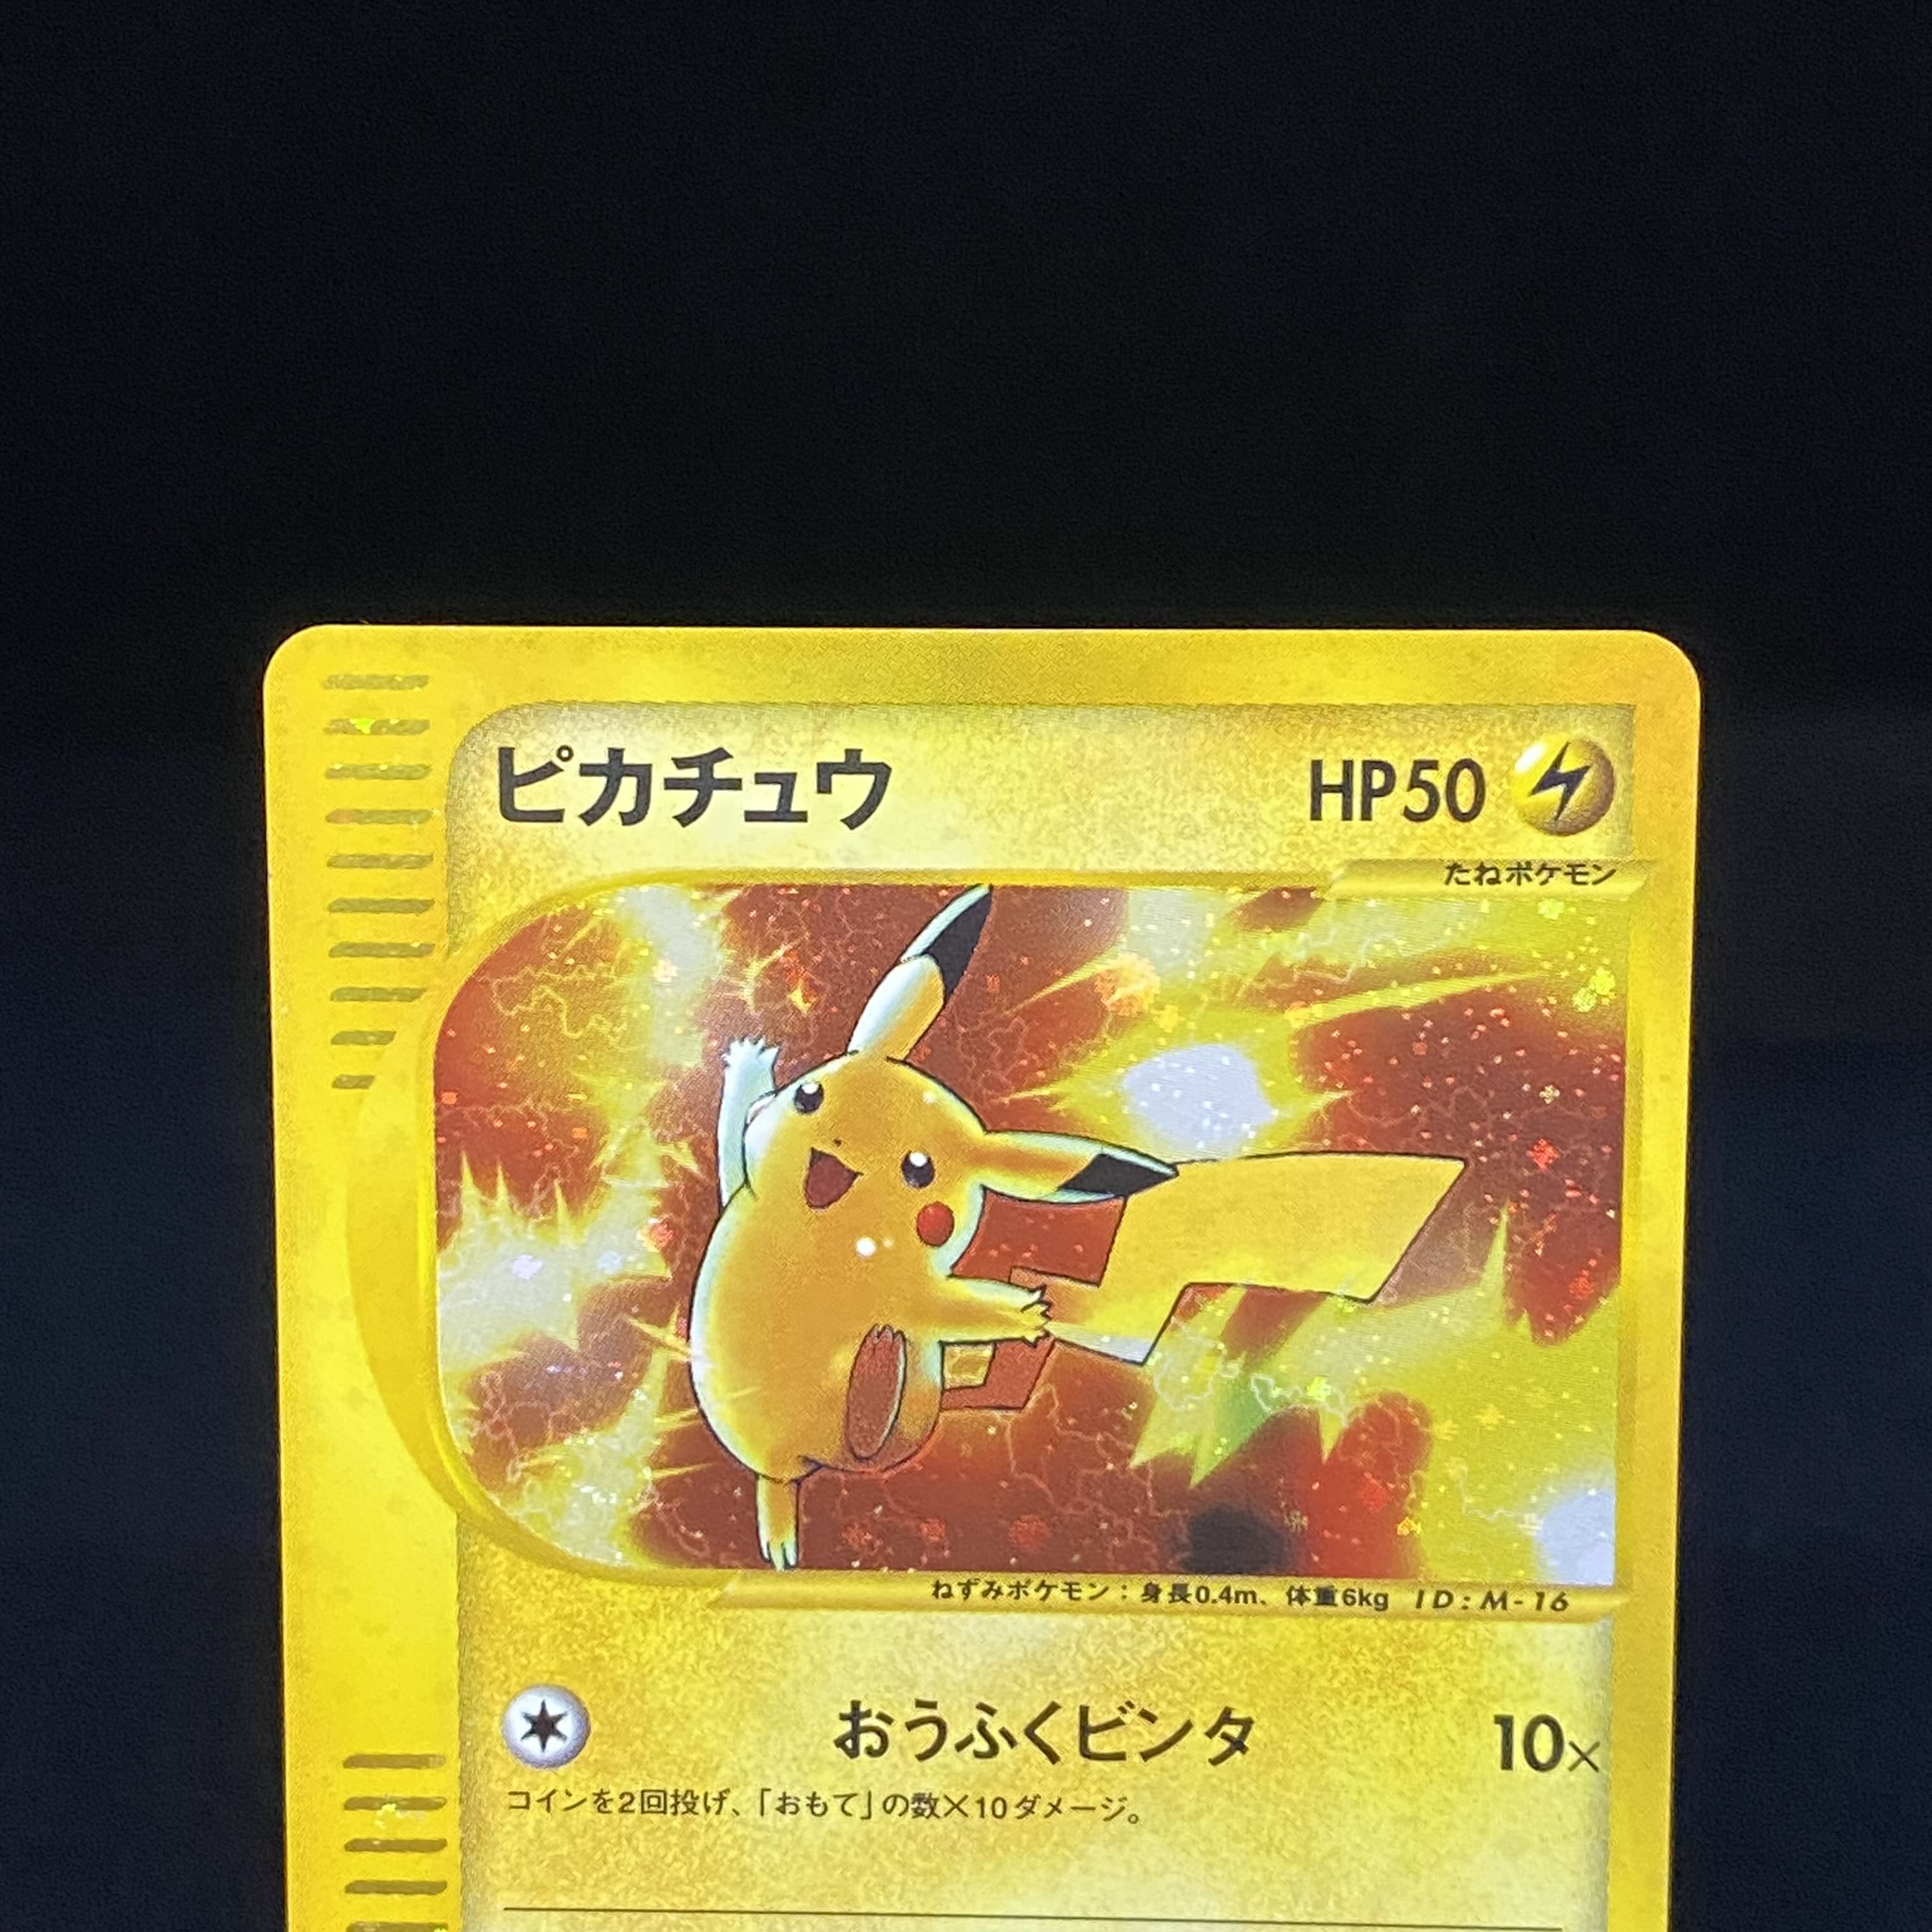 ピカチュウ HP50
たねポケモン
ねずみポケモン：身長0.4m、体重6kg ID:M-16
おうふくビンタ 10×
コインを2回投げ、「おもて」の数×10ダメージ。